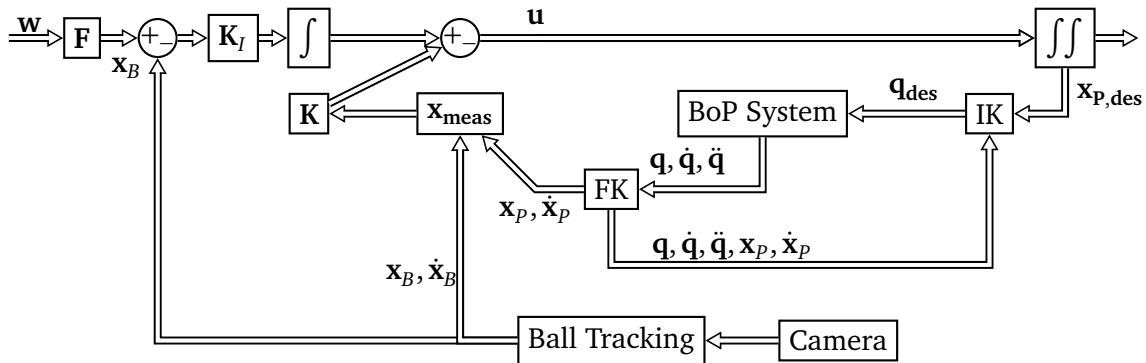 w
F
+
−
K_I
∫
+
−
u
∬
x_B
K
x_meas
BoP System
q_des
IK
x_P,des
q, q̇, q̈
FK
x_P, ẋ_P
q, q̇, q̈, x_P, ẋ_P
x_B, ẋ_B
Ball Tracking
Camera